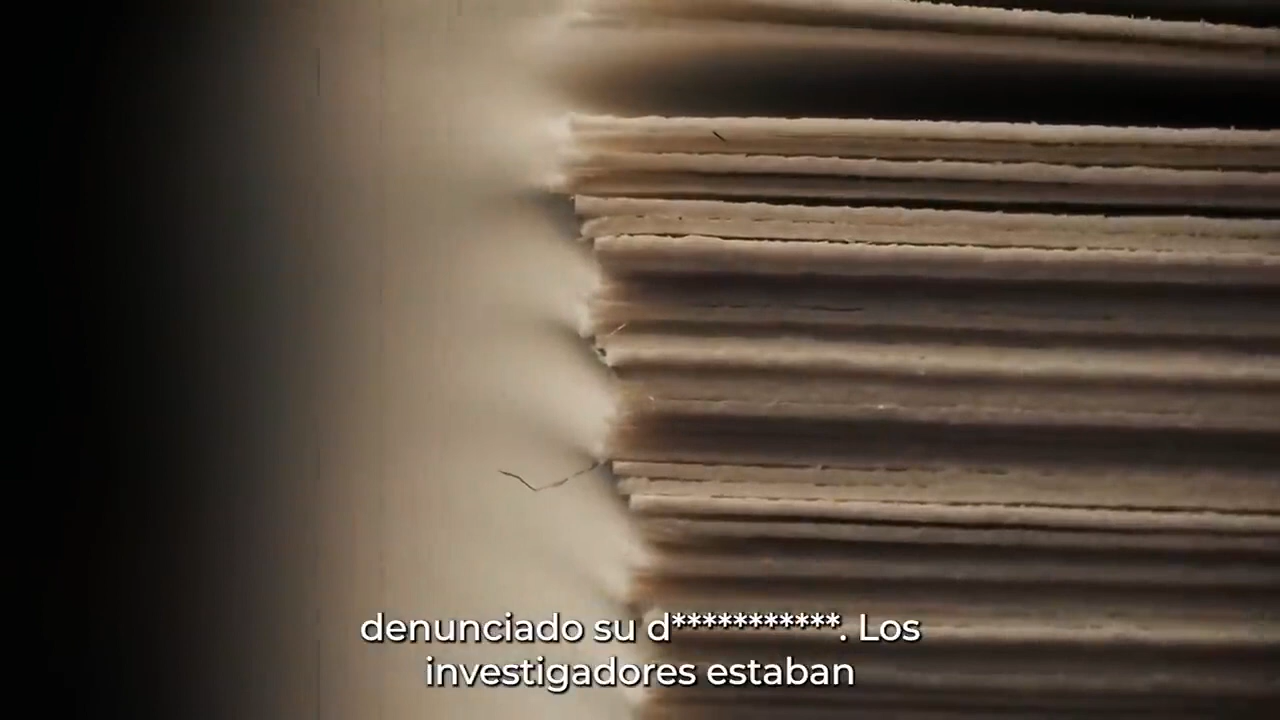 denunciado su d***********. Los
investigadores estaban